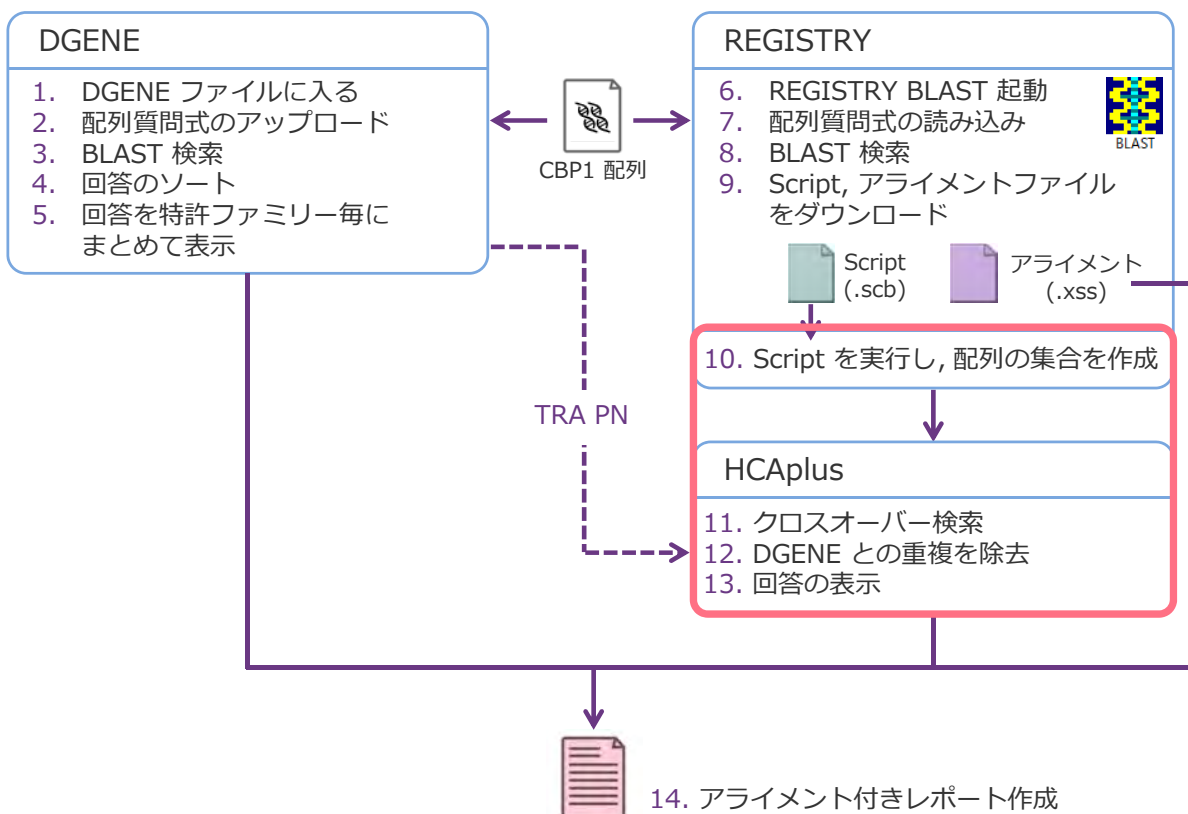 DGENE
1. DGENE ファイルに入る
2. 配列質問式のアップロード
3. BLAST 検索
4. 回答のソート
5. 回答を特許ファミリー毎に
まとめて表示
CBP1 配列
REGISTRY
6. REGISTRY BLAST 起動
7. 配列質問式の読み込み
8. BLAST 検索
9. Script, アライメントファイル
をダウンロード
BLAST
Script
(.scb)
アライメント
(.xss)
10. Script を実行し, 配列の集合を作成
TRA PN
HCAplus
11. クロスオーバー検索
12. DGENE との重複を除去
13. 回答の表示
14. アライメント付きレポート作成